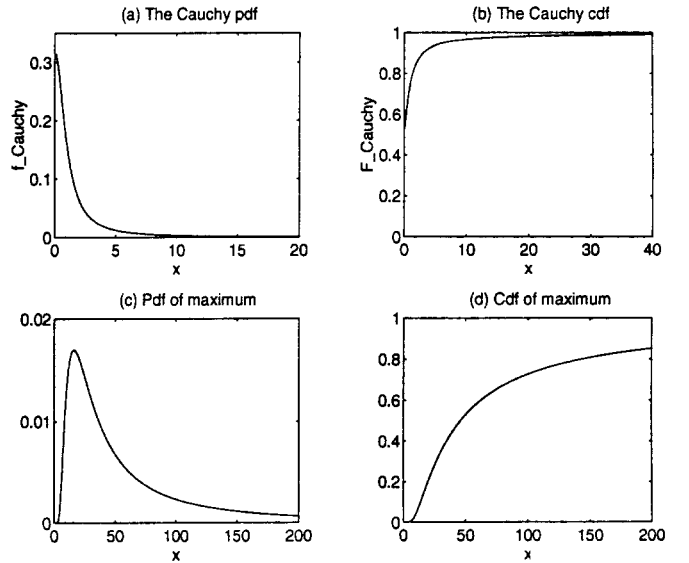 (a) The Cauchy pdf
f_Cauchy
0.3
0.2
0.1
0
0 5 10 15 20
x
(b) The Cauchy cdf
F_Cauchy
1
0.8
0.6
0.4
0.2
0
0 10 20 30 40
x
(c) Pdf of maximum
0.02
0.01
0
0 50 100 150 200
x
(d) Cdf of maximum
1
0.8
0.6
0.4
0.2
0
0 50 100 150 200
x